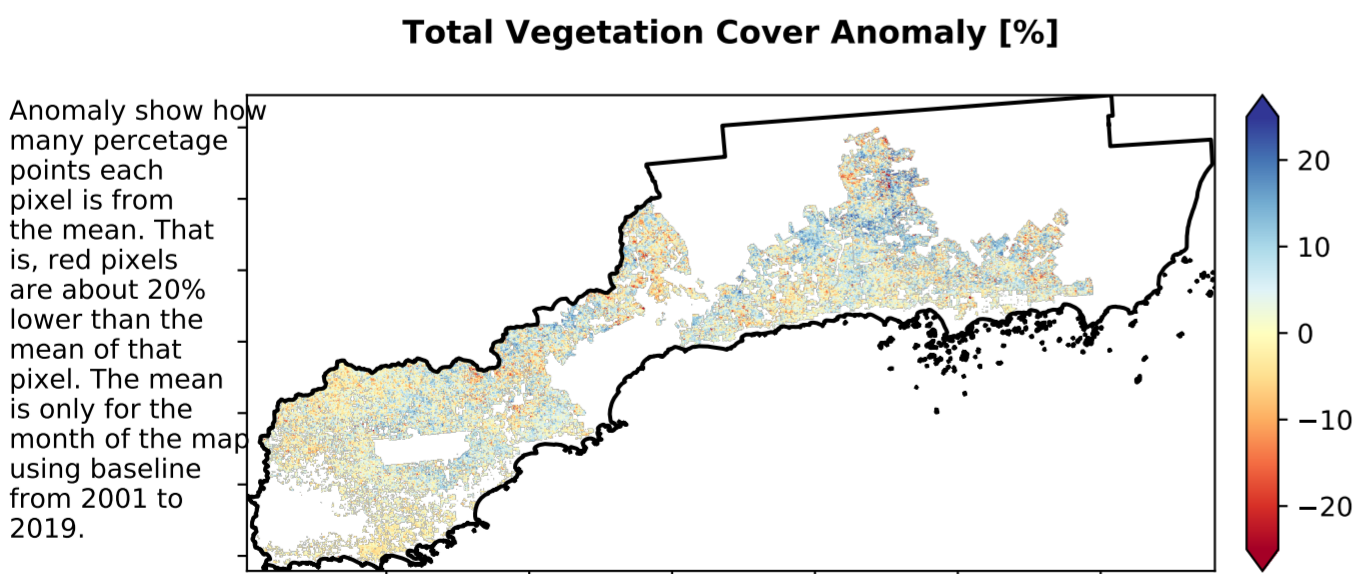 Total Vegetation Cover Anomaly [%]
Anomaly show how
many percetage
points each
pixel is from
the mean. That
is, red pixels
are about 20%
lower than the
mean of that
pixel. The mean
is only for the
month of the map
using baseline
from 2001 to
2019.
20
10
0
−10
−20